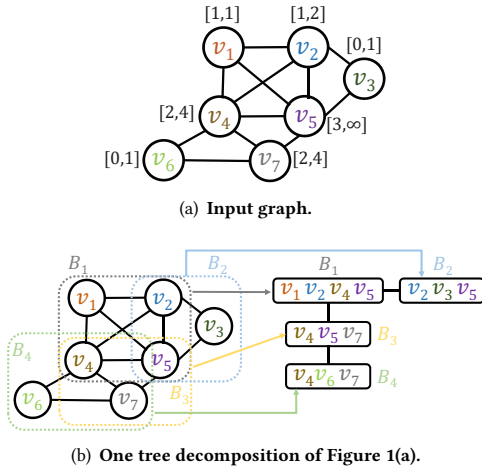 [1,1] [1,2]
v1 v2 [0,1]
v3
[2,4] v4 v5 [3,∞]
[0,1] v6 v7 [2,4]
(a) Input graph.
B1 B2 B1 B2
v1 v2 v1 v2 v4 v5 v2 v3 v5
v3
v4 v5 v4 v5 v7 B3
B4
v6 v7 B3 v4 v6 v7 B4
(b) One tree decomposition of Figure 1(a).